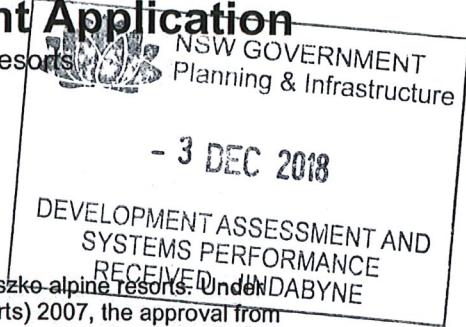 nt Application
esorts
NSW GOVERNMENT
Planning & Infrastructure
- 3 DEC 2018
DEVELOPMENT ASSESSMENT AND
SYSTEMS PERFORMANCE
RECEIVED JINDABYNE
szko alpine resorts. Under
rts) 2007, the approval from